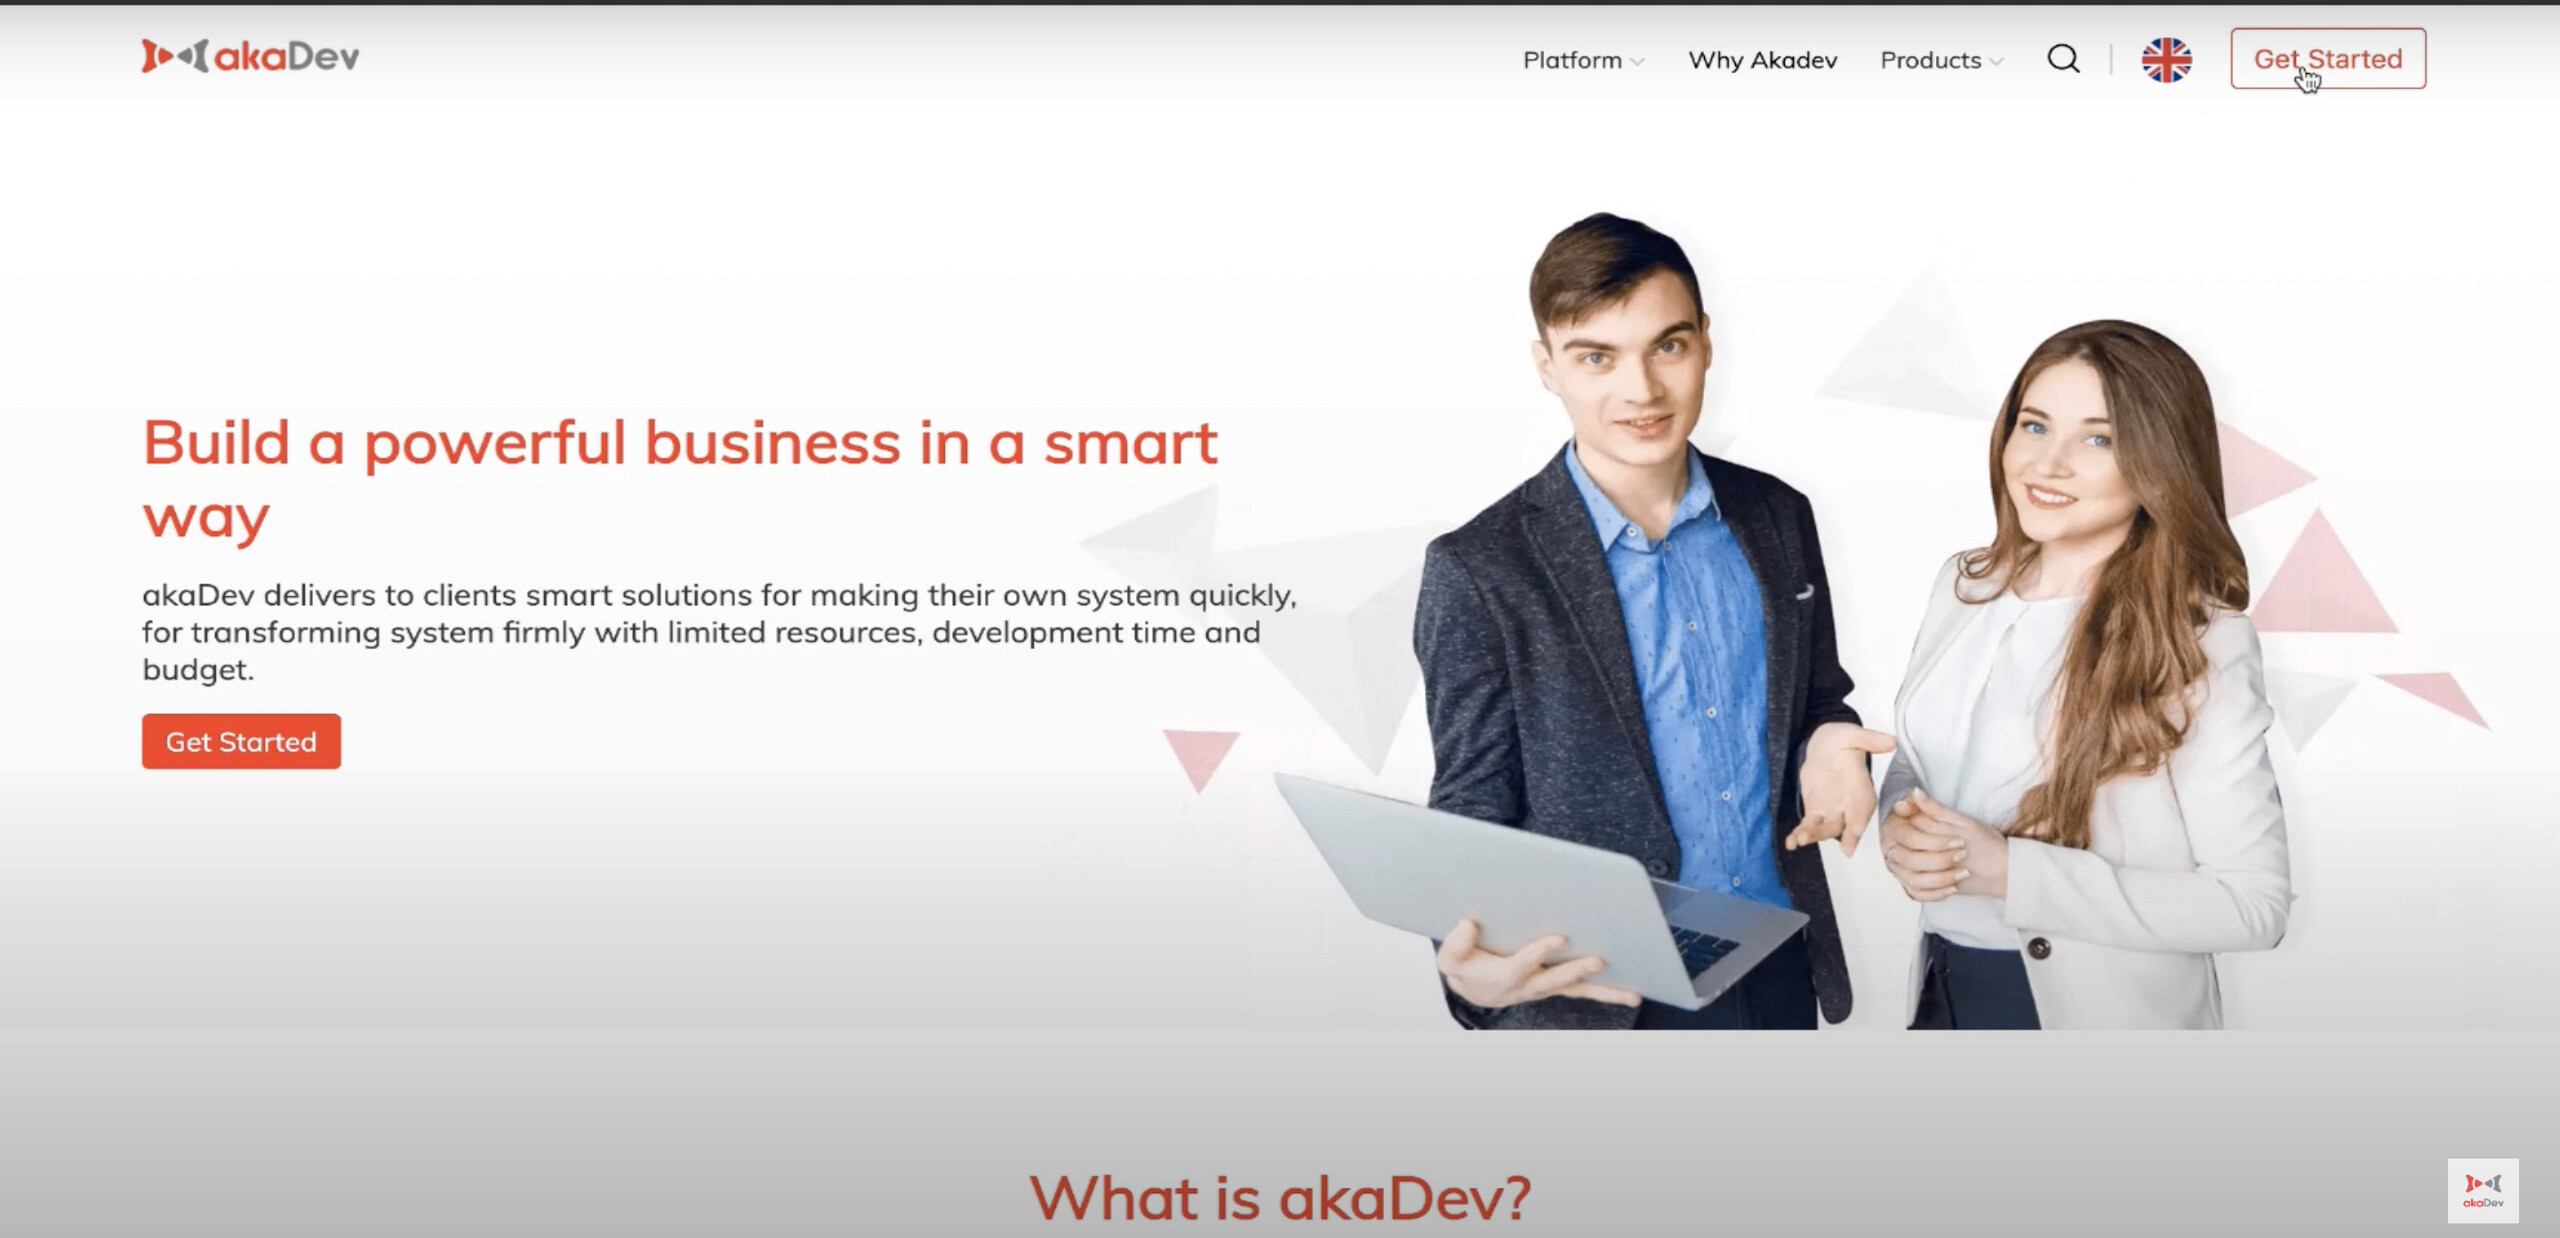 akaDev
Platform
Why Akadev
Products
Get Started
Build a powerful business in a smart
way
akaDev delivers to clients smart solutions for making their own system quickly,
for transforming system firmly with limited resources, development time and
budget.
Get Started
What is akaDev?
akaDev